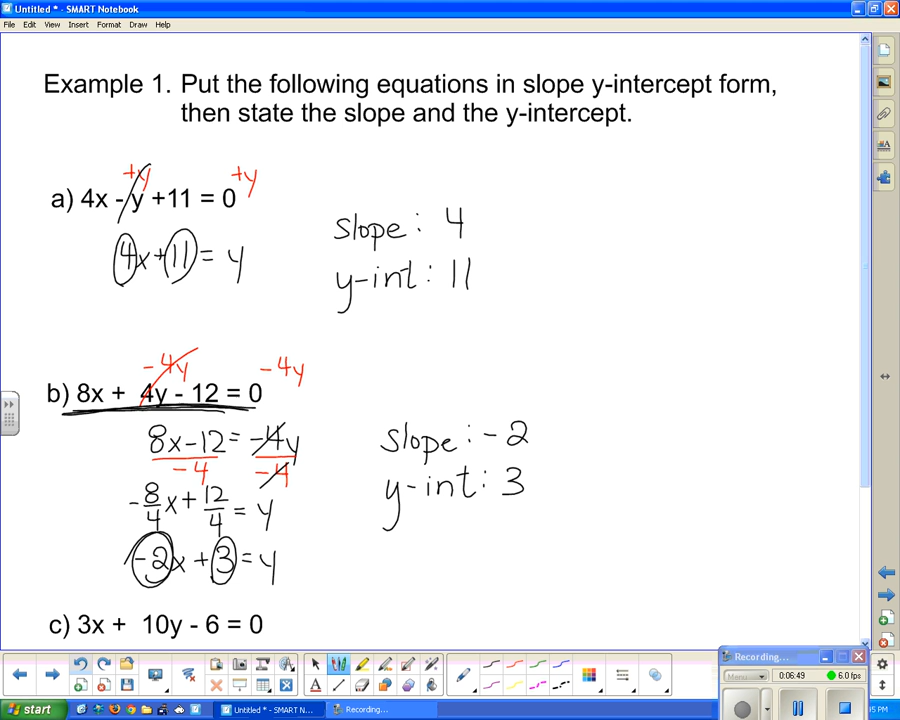 Untitled * - SMART Notebook
File Edit View Insert Format Draw Help
Example 1. Put the following equations in slope y-intercept form,
then state the slope and the y-intercept.
+y +y
a) 4x - y +11 = 0
4x+11 = y
slope: 4
y-int: 11
-4y -4y
b) 8x + 4y - 12 = 0
8x-12 = -4y
-4 -4
-8/4x + 12/4 = y
-2x + 3 = y
slope: -2
y-int: 3
c) 3x + 10y - 6 = 0
Recording...
Menu
0:06:49 6.0 fps
start
Untitled * - SMART N...
Recording...
5 PM